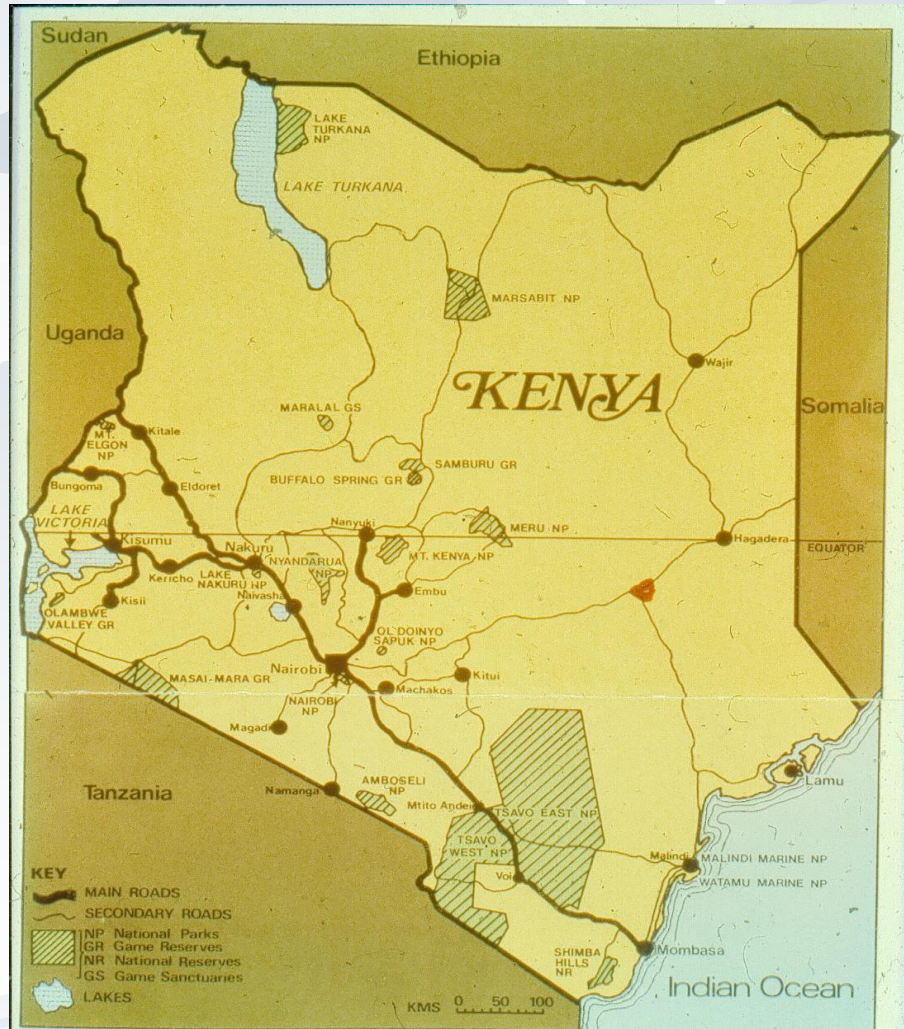 Sudan
Ethiopia
LAKE
TURKANA
NP
LAKE TURKANA
MARSABIT NP
Uganda
Wajir
KENYA
MARALAL GS
Somalia
MT.
ELGON
NP
Kitale
SAMBURU GR
BUFFALO SPRING GR
Bungoma
Eldoret
LAKE
VICTORIA
Nanyuki
MERU NP
Kisumu
Nakuru
Hagadera
EQUATOR
NYANDARUA
NP
MT. KENYA NP
Kericho
LAKE
NAKURU NP
Naivasha
Embu
Kisii
OLAMBWE
VALLEY GR
OL DOINYO
SAPUK NP
Nairobi
MASAI-MARA GR
Kitui
Machakos
NAIROBI
NP
Magadi
Tanzania
Namanga
AMBOSELI
NP
Mtito Andei
TSAVO EAST NP
Lamu
TSAVO
WEST NP
Malindi
MALINDI MARINE NP
Voi
WATAMU MARINE NP
KEY
MAIN ROADS
SECONDARY ROADS
NP National Parks
GR Game Reserves
NR National Reserves
GS Game Sanctuaries
LAKES
SHIMBA
HILLS
NR
Mombasa
Indian Ocean
KMS 0 50 100